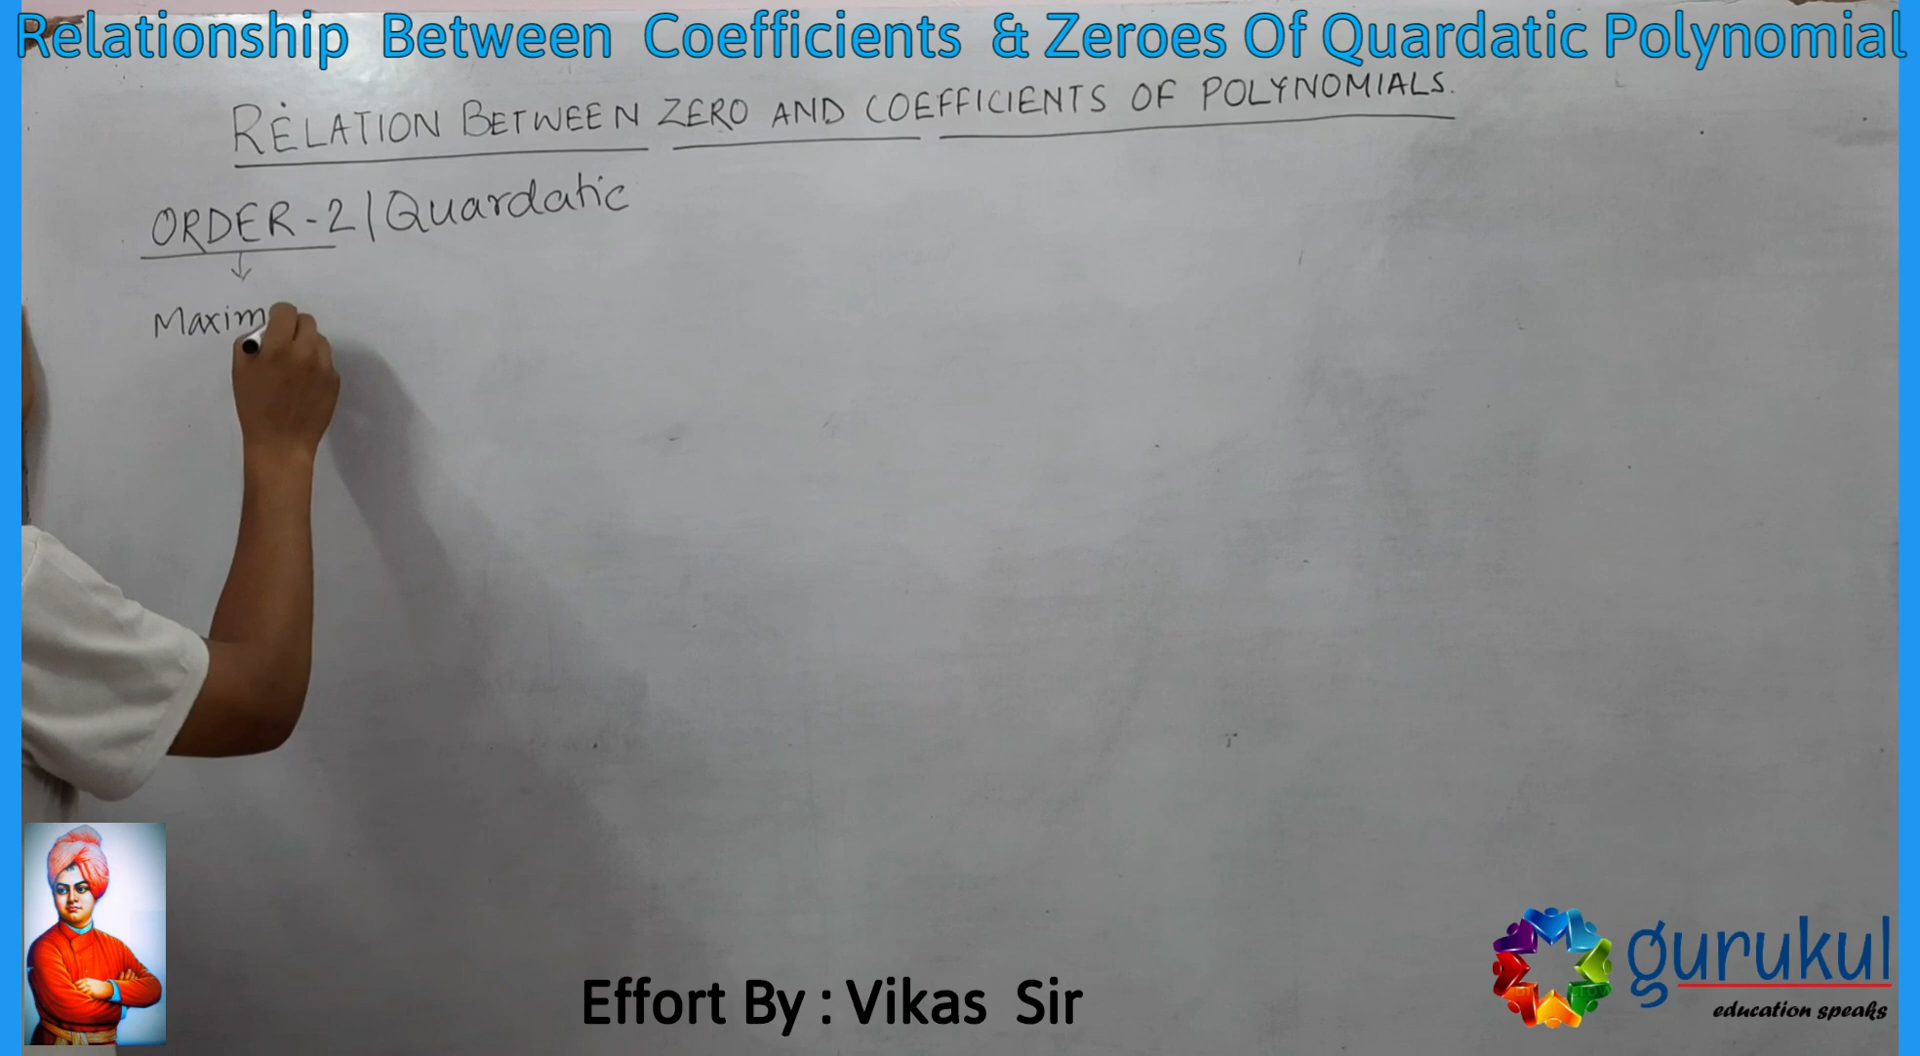 Relationship Between Coefficients & Zeroes Of Quardatic Polynomial
RELATION BETWEEN ZERO AND COEFFICIENTS OF POLYNOMIALS.
ORDER-2 | Quardatic
Maxim
Effort By : Vikas Sir
gurukul
education speaks